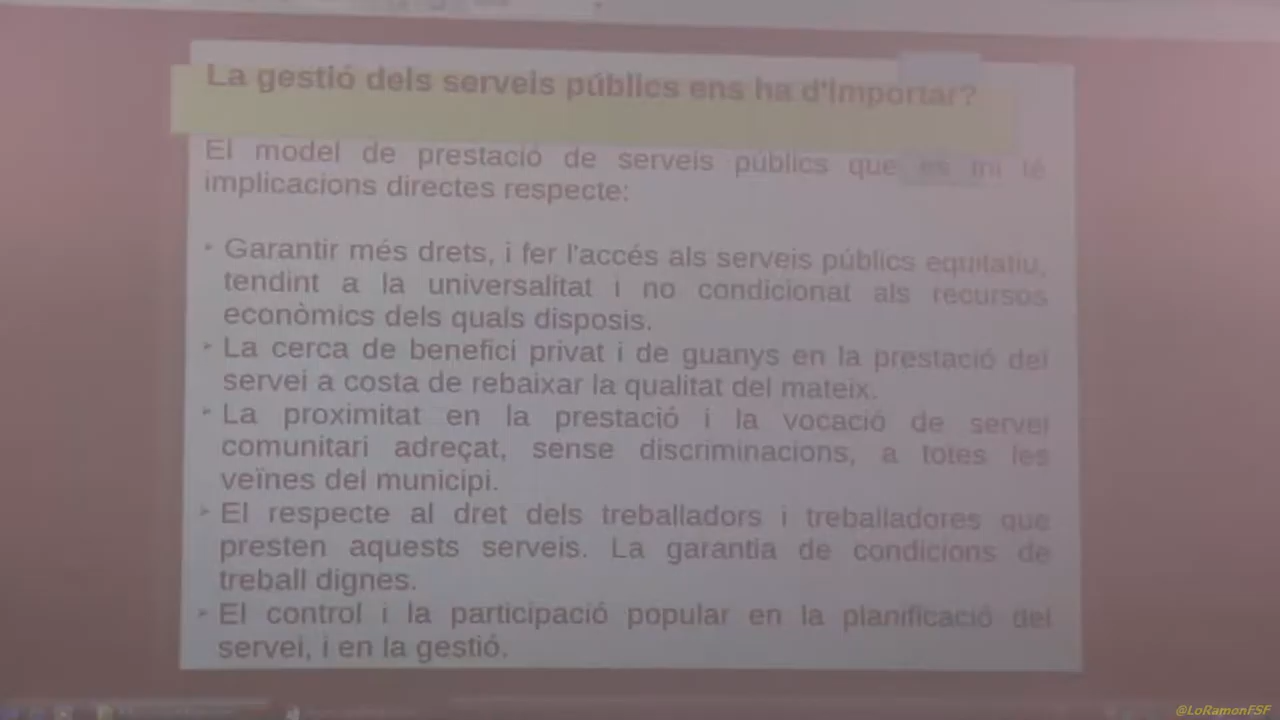 La gestió dels serveis públics ens ha d'importar?
El model de prestació de serveis públics que es mi té
implicacions directes respecte:
Garantir més drets, i fer l'accés als serveis públics equitatiu,
tendint a la universalitat i no condicionat als recursos
econòmics dels quals disposis.
La cerca de benefici privat i de guanys en la prestació del
servei a costa de rebaixar la qualitat del mateix.
La proximitat en la prestació i la vocació de servei
comunitari adreçat, sense discriminacions, a totes les
veïnes del municipi.
El respecte al dret dels treballadors i treballadores que
presten aquests serveis. La garantia de condicions de
treball dignes.
El control i la participació popular en la planificació del
servei, i en la gestió.
@LoRamonFSF